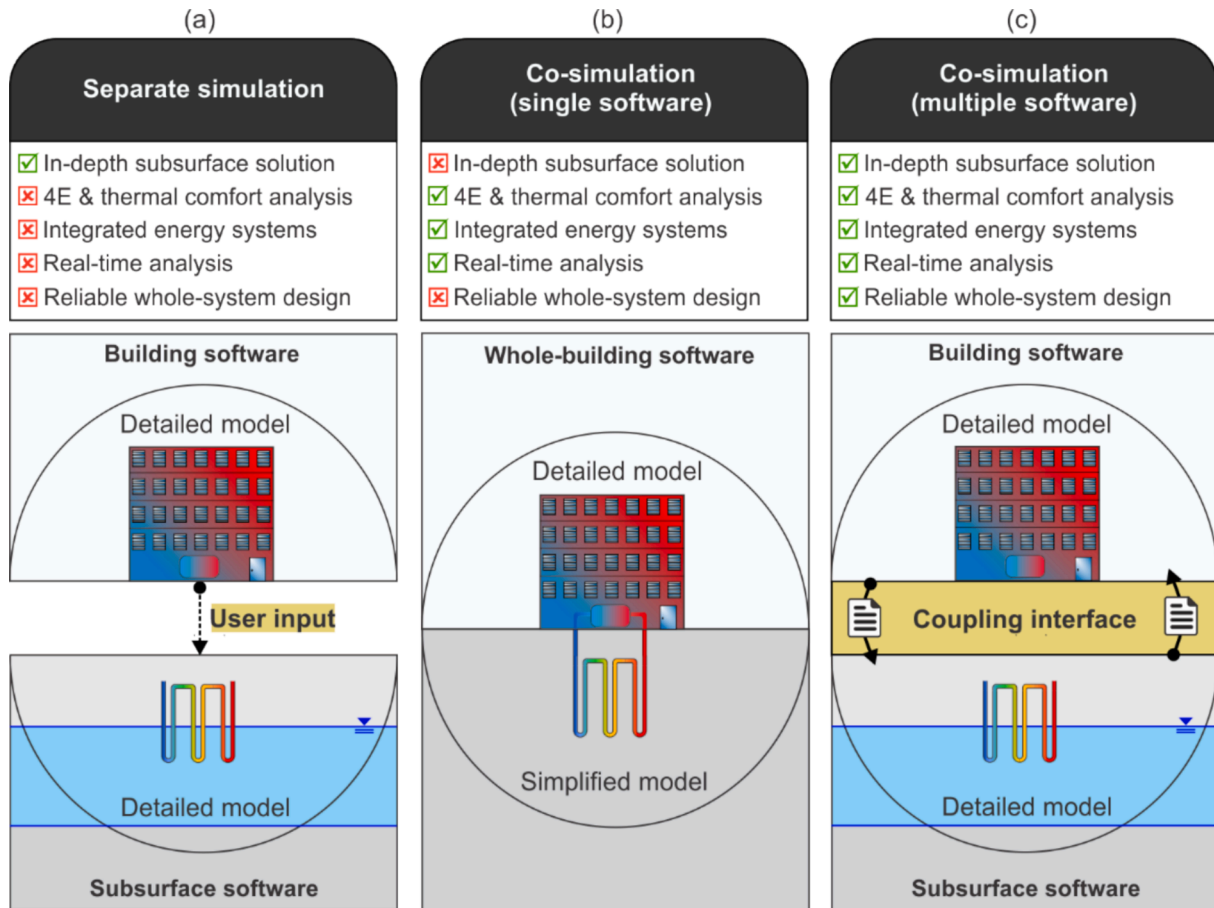 (a)
Separate simulation
In-depth subsurface solution
4E & thermal comfort analysis
Integrated energy systems
Real-time analysis
Reliable whole-system design
Building software
Detailed model
User input
Detailed model
Subsurface software
(b)
Co-simulation
(single software)
In-depth subsurface solution
4E & thermal comfort analysis
Integrated energy systems
Real-time analysis
Reliable whole-system design
Whole-building software
Detailed model
Simplified model
(c)
Co-simulation
(multiple software)
In-depth subsurface solution
4E & thermal comfort analysis
Integrated energy systems
Real-time analysis
Reliable whole-system design
Building software
Detailed model
Coupling interface
Detailed model
Subsurface software